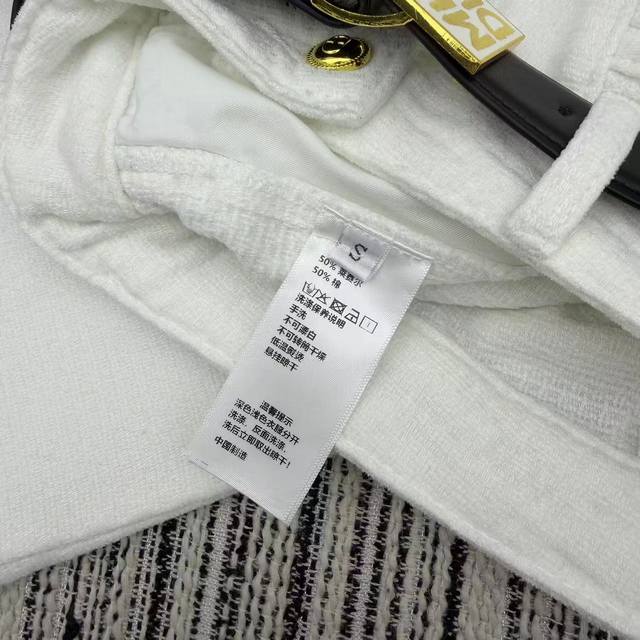 S
50% 莱赛尔
50% 棉
洗涤保养说明
手洗
不可漂白
不可转筒干燥
低温熨烫
悬挂晾干
温馨提示
深色浅色衣物分开
洗涤，反面洗涤，
洗后立即取出晾干！
中国制造